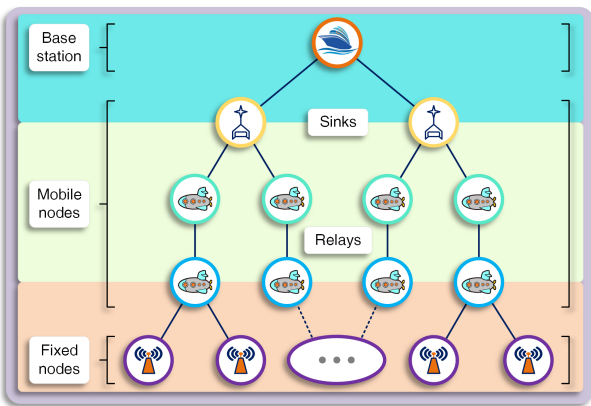 Base
station
Sinks
Mobile
nodes
Relays
Fixed
nodes